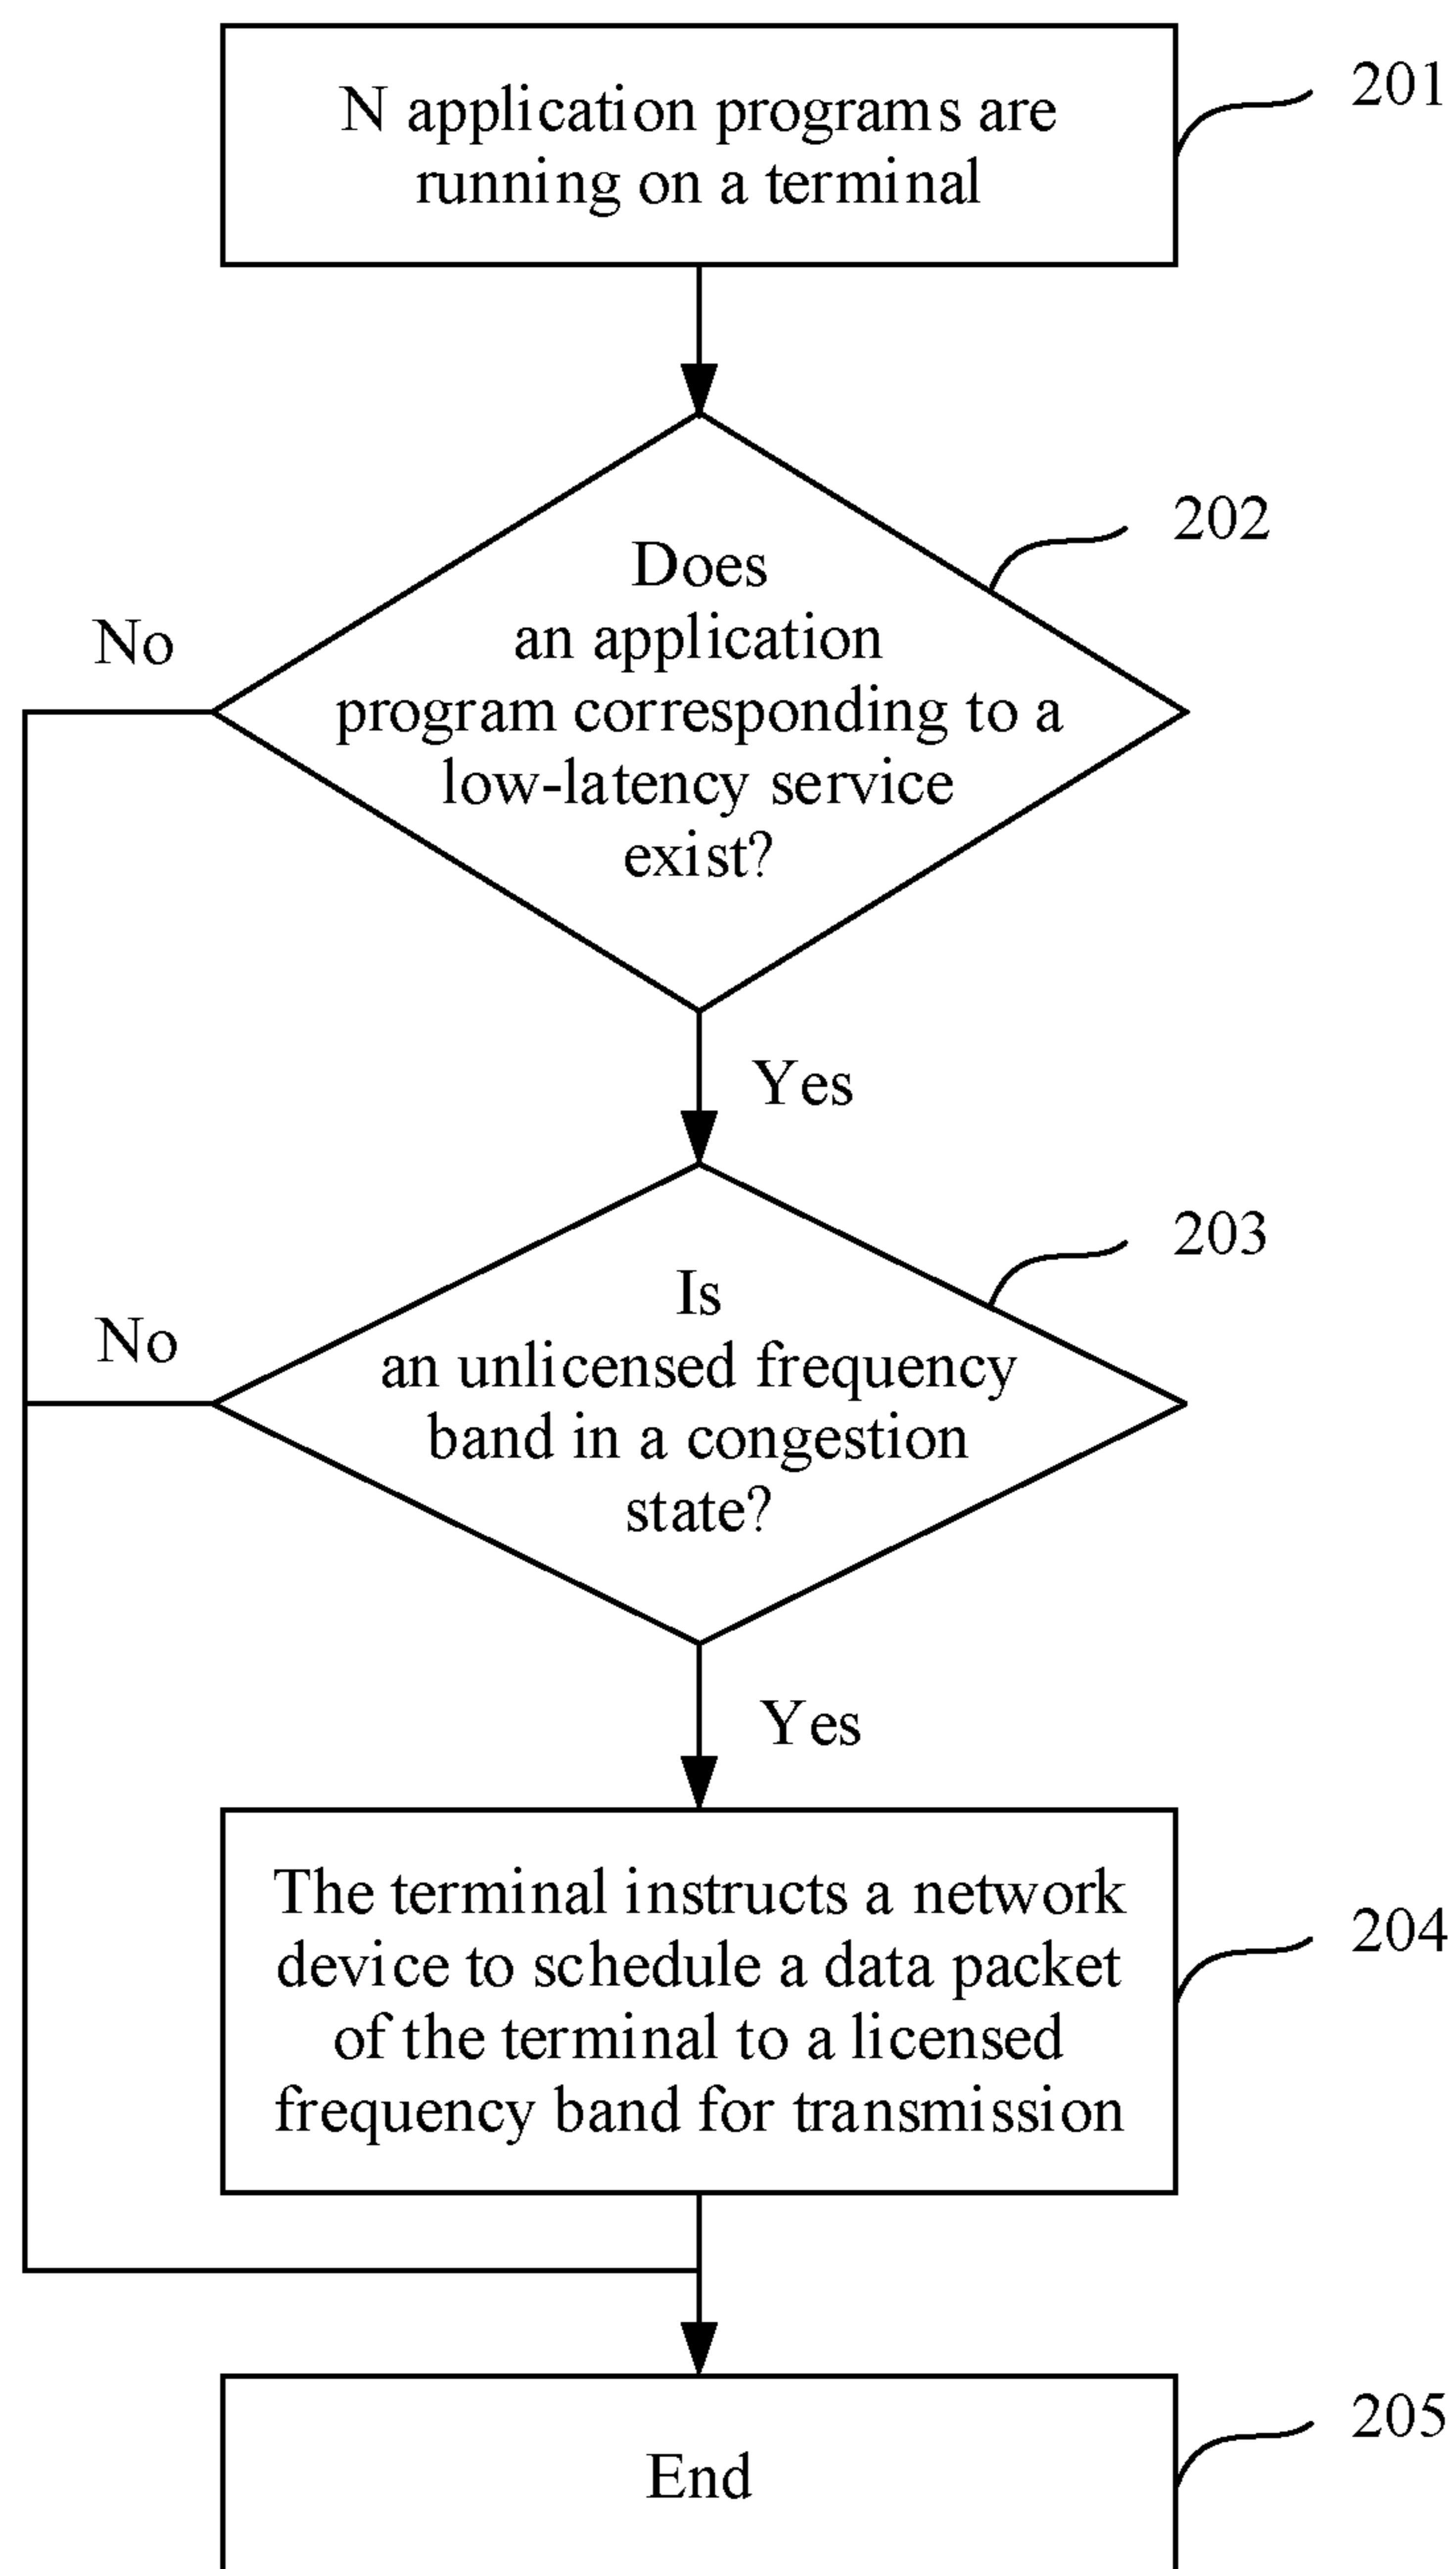 N application programs are
running on a terminal
201
Does
an application
program corresponding to a
low-latency service
exist?
202
No
Yes
Is
an unlicensed frequency
band in a congestion
state?
203
No
Yes
The terminal instructs a network
device to schedule a data packet
of the terminal to a licensed
frequency band for transmission
204
End
205